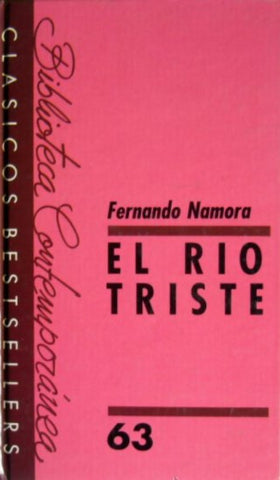 CLASICOS BESTSELLERS
Biblioteca Contemporánea
Fernando Namora
EL RIO
TRISTE
63